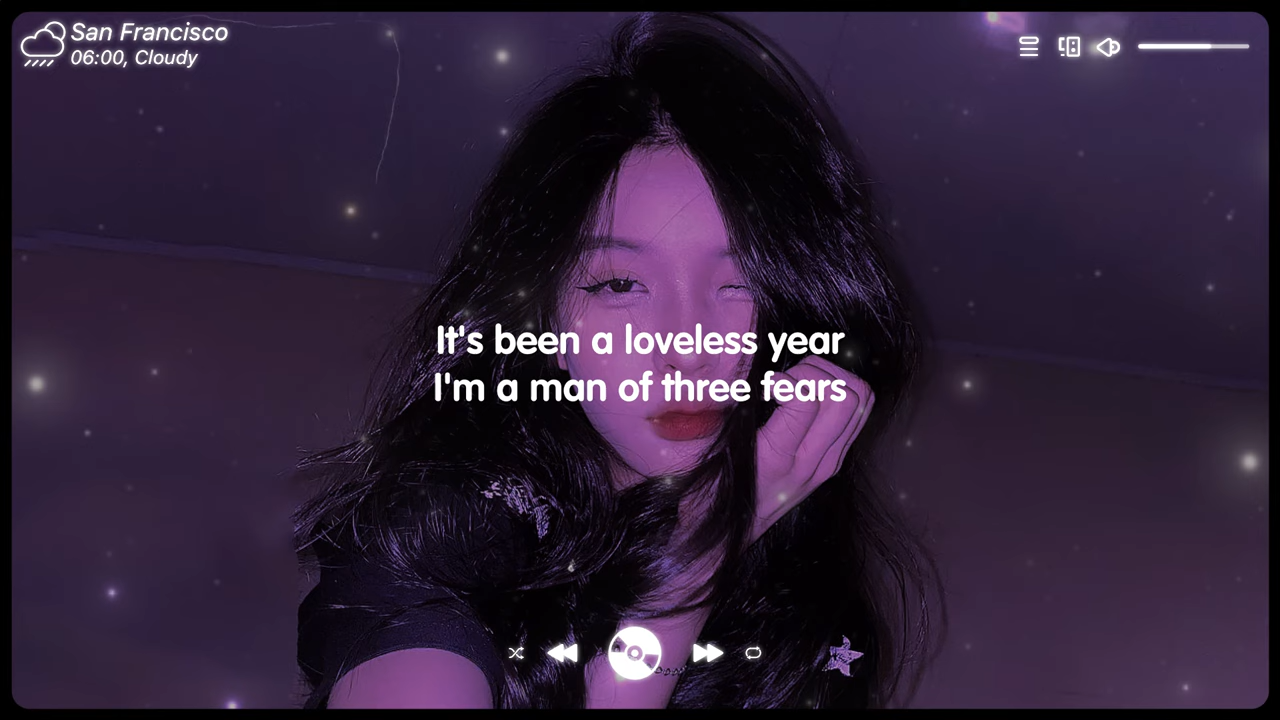 San Francisco
06:00, Cloudy
It's been a loveless year
I'm a man of three fears